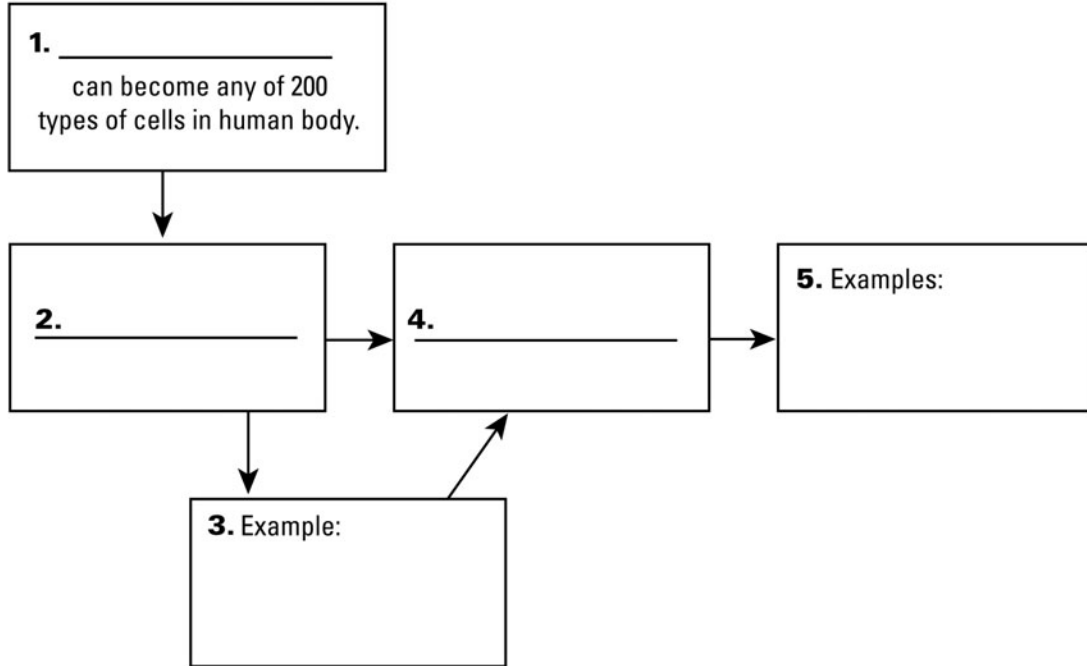 1.
can become any of 200
types of cells in human body.
2.
4.
5. Examples:
3. Example: